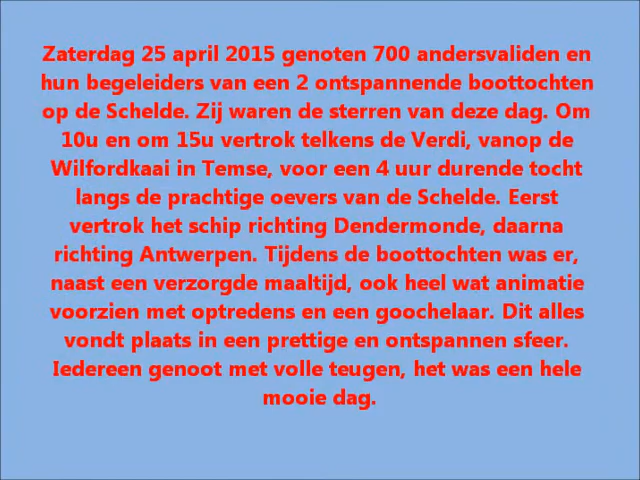 Zaterdag 25 april 2015 genoten 700 andersvaliden en
hun begeleiders van een 2 ontspannende boottochten
op de Schelde. Zij waren de sterren van deze dag. Om
10u en om 15u vertrok telkens de Verdi, vanop de
Wilfordkaai in Temse, voor een 4 uur durende tocht
langs de prachtige oevers van de Schelde. Eerst
vertrok het schip richting Dendermonde, daarna
richting Antwerpen. Tijdens de boottochten was er,
naast een verzorgde maaltijd, ook heel wat animatie
voorzien met optredens en een goochelaar. Dit alles
vondt plaats in een prettige en ontspannen sfeer.
Iedereen genoot met volle teugen, het was een hele
mooie dag.